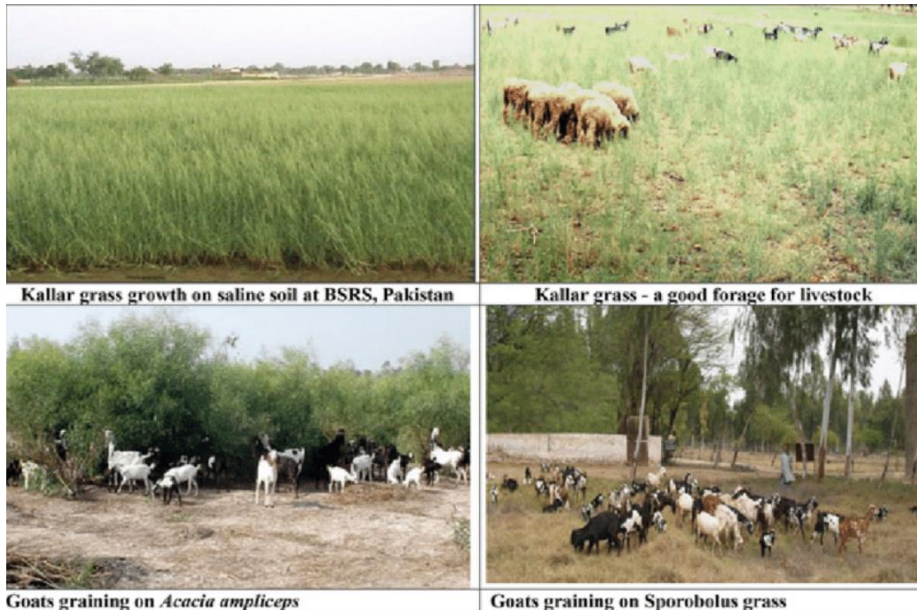 Kallar grass growth on saline soil at BSRS, Pakistan
Kallar grass - a good forage for livestock
Goats graining on Acacia ampliceps
Goats graining on Sporobolus grass